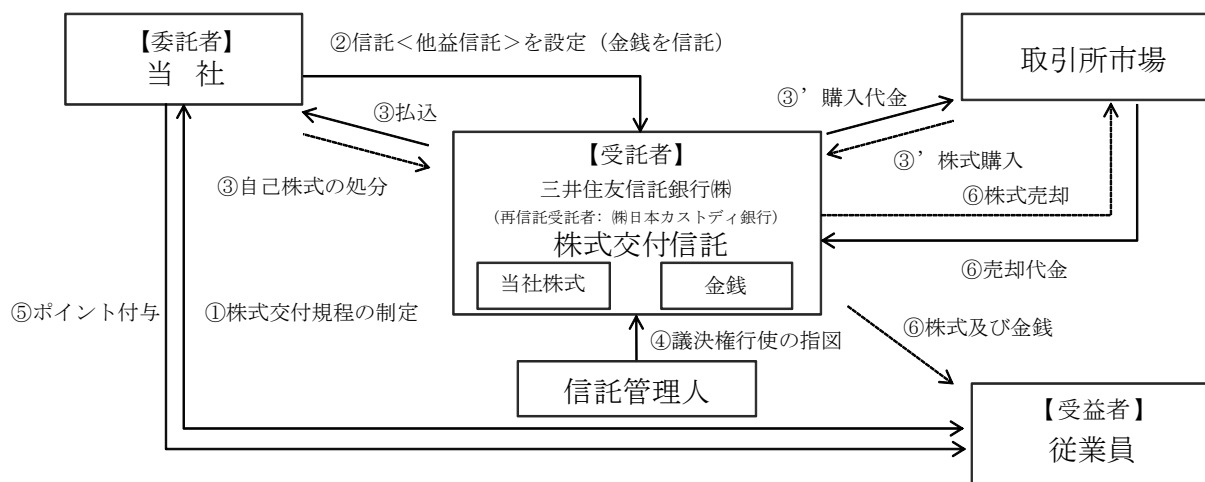 【委託者】
当 社
②信託＜他益信託＞を設定（金銭を信託）
取引所市場
③払込
③’購入代金
③自己株式の処分
【受託者】
三井住友信託銀行㈱
（再信託受託者：㈱日本カストディ銀行）
株式交付信託
当社株式
金銭
③’株式購入
⑥株式売却
⑥売却代金
⑤ポイント付与
①株式交付規程の制定
④議決権行使の指図
⑥株式及び金銭
信託管理人
【受益者】
従業員